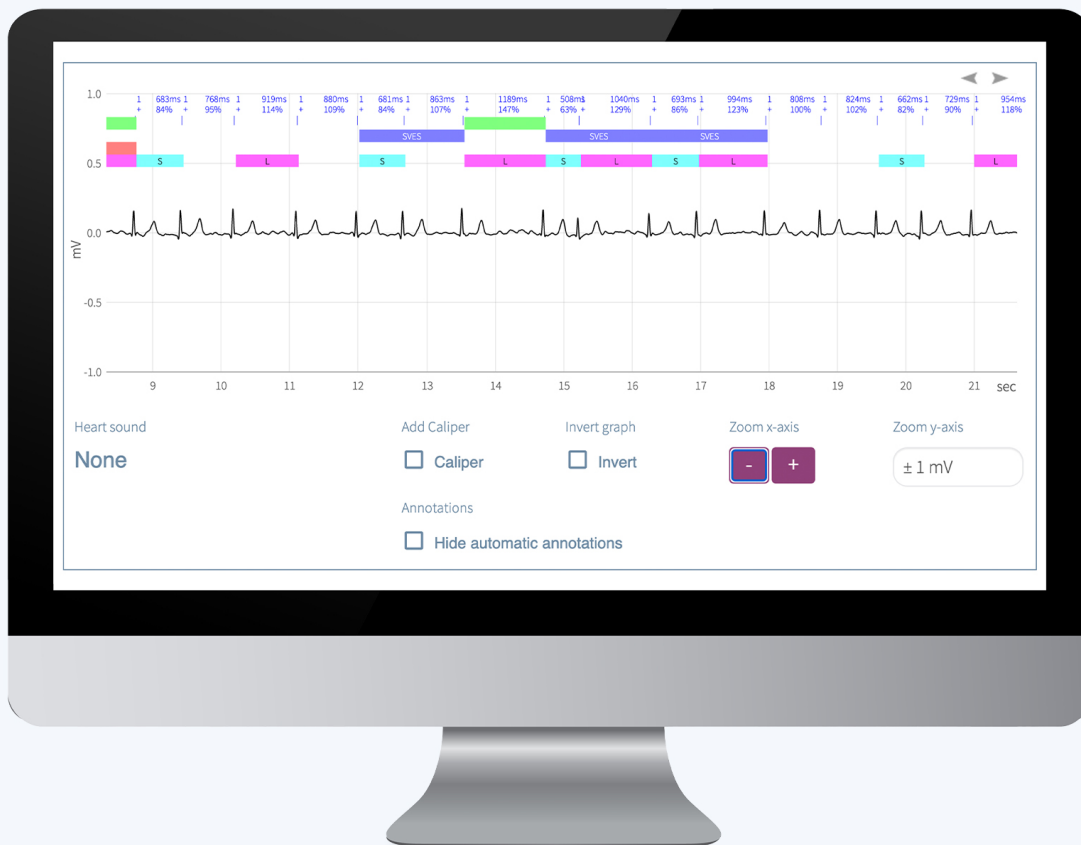 1.0
1 683ms 1 768ms 1 919ms 1 880ms 1 681ms 1 863ms 1 1189ms 1 508ms 1 1040ms 1 693ms 1 994ms 1 808ms 1 824ms 1 662ms 1 729ms 1 954ms
+ 84% + 95% + 114% + 109% + 84% + 107% + 147% + 63% + 129% + 86% + 123% + 100% + 102% + 82% + 90% + 118%
SVES SVES SVES
0.5
S L S L S L S L S L
0.0
mV
-0.5
-1.0
9 10 11 12 13 14 15 16 17 18 19 20 21 sec
Heart sound Add Caliper Invert graph Zoom x-axis Zoom y-axis
None Caliper Invert - + ± 1 mV
Annotations
Hide automatic annotations